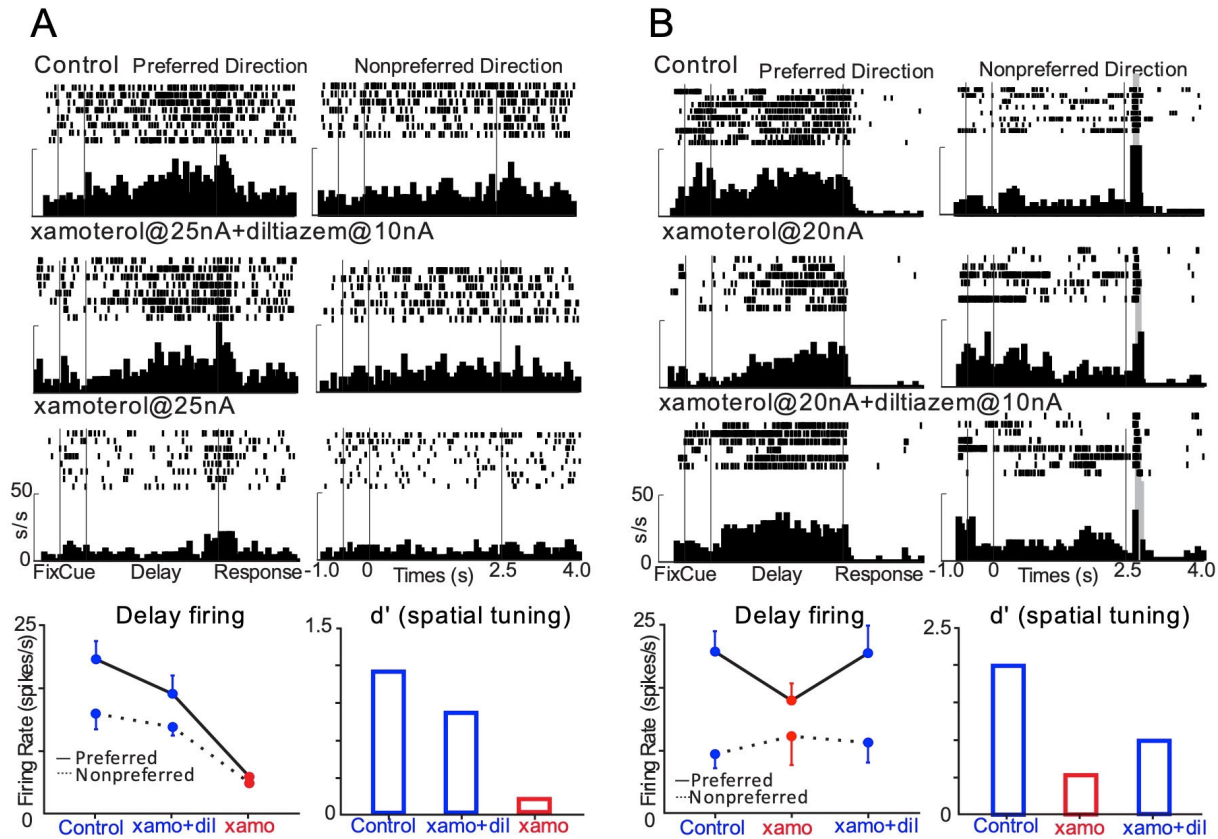 A
Control Preferred Direction Nonpreferred Direction
xamoterol@25nA+diltiazem@10nA
xamoterol@25nA
50
s/s
0
FixCue Delay Response -1.0 0 Times (s) 2.5 4.0
Delay firing
25
Firing Rate (spikes/s)
0
Preferred
Nonpreferred
Control xamo+dil xamo
d' (spatial tuning)
1.5
0
Control xamo+dil xamo
B
Control Preferred Direction Nonpreferred Direction
xamoterol@20nA
xamoterol@20nA+diltiazem@10nA
50
s/s
0
FixCue Delay Response -1.0 0 Times (s) 2.5 4.0
Delay firing
25
Firing Rate (spikes/s)
0
Preferred
Nonpreferred
Control xamo xamo+dil
d' (spatial tuning)
2.5
0
Control xamo xamo+dil